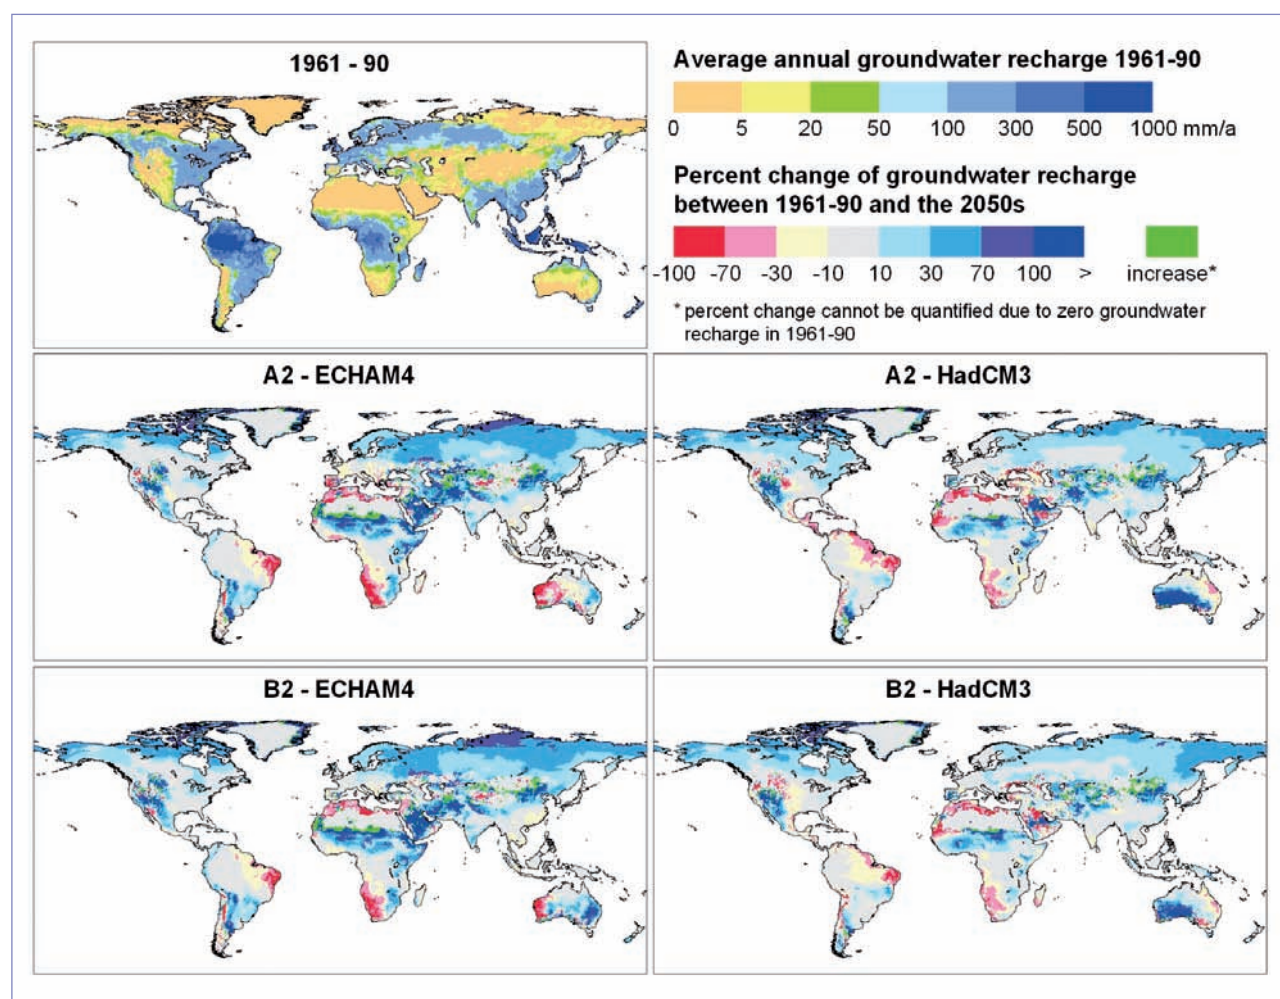 1961 - 90
Average annual groundwater recharge 1961-90
0 5 20 50 100 300 500 1000 mm/a
Percent change of groundwater recharge
between 1961-90 and the 2050s
-100 -70 -30 -10 10 30 70 100 > increase*
* percent change cannot be quantified due to zero groundwater
recharge in 1961-90
A2 - ECHAM4
A2 - HadCM3
B2 - ECHAM4
B2 - HadCM3